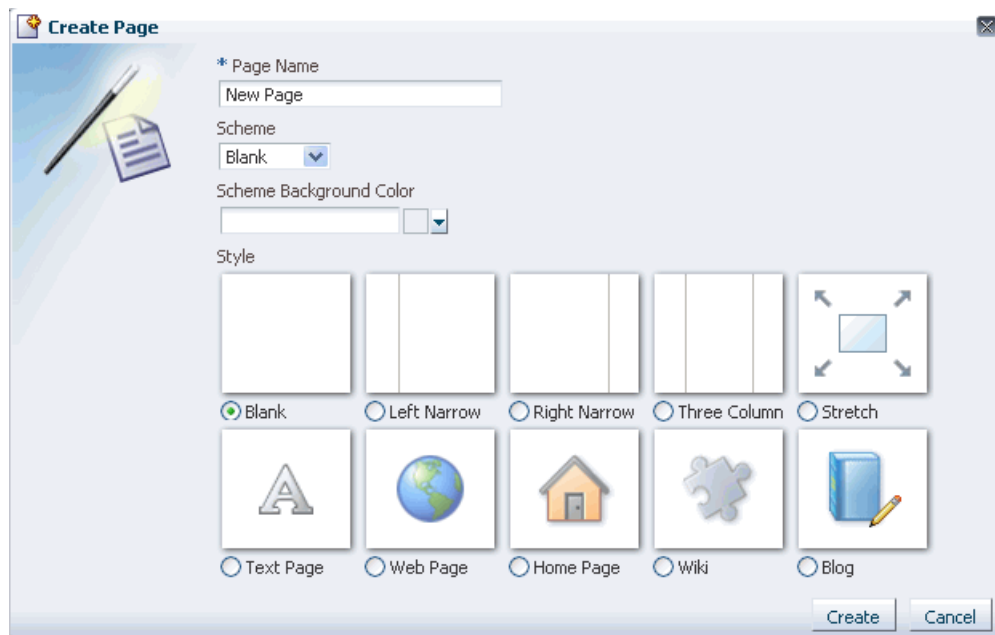 Create Page
* Page Name
New Page
Scheme
Blank
Scheme Background Color
Style
Blank Left Narrow Right Narrow Three Column Stretch
A
Text Page Web Page Home Page Wiki Blog
Create Cancel